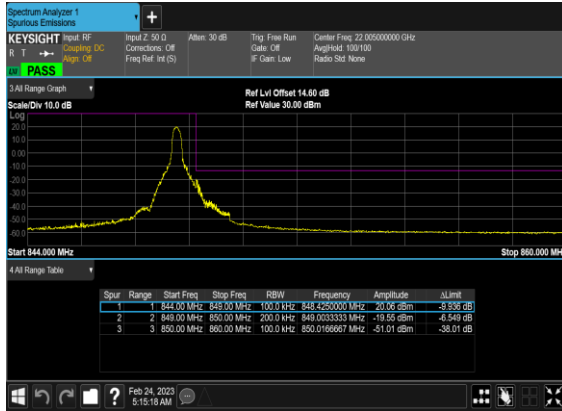 Spectrum Analyzer 1
Spurious Emissions
+
KEYSIGHT Input: RF Input Z: 50 Ω Atten: 30 dB Trig: Free Run Center Freq: 22.005000000 GHz
R T Coupling: DC Corrections: Off Gate: Off Avg|Hold: 100/100
Align: Off Freq Ref: Int (S) IF Gain: Low Radio Std: None
PASS
3 All Range Graph Ref Lvl Offset 14.60 dB
Scale/Div 10.0 dB Ref Value 30.00 dBm
Log
20.0
10.0
0.00
-10.0
-20.0
-30.0
-40.0
-50.0
-60.0
Start 844.000 MHz Stop 860.000 MHz
4 All Range Table
Spur Range Start Freq Stop Freq RBW Frequency Amplitude ΔLimit
1 1 844.00 MHz 849.00 MHz 100.0 kHz 848.4250000 MHz 20.06 dBm -9.936 dB
2 2 849.00 MHz 850.00 MHz 200.0 kHz 849.0033333 MHz -19.55 dBm -6.549 dB
3 3 850.00 MHz 860.00 MHz 100.0 kHz 850.0166667 MHz -51.01 dBm -38.01 dB
? Feb 24, 2023
5:15:18 AM